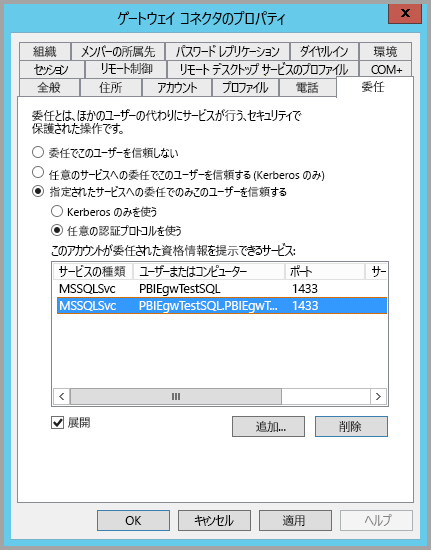 ゲートウェイ コネクタのプロパティ
x
組織 メンバーの所属先 パスワード レプリケーション ダイヤルイン 環境
セッション リモート制御 リモート デスクトップ サービスのプロファイル COM+
全般 住所 アカウント プロファイル 電話 委任
委任とは、ほかのユーザーの代わりにサービスが行う、セキュリティで
保護された操作です。
委任でこのユーザーを信頼しない
任意のサービスへの委任でこのユーザーを信頼する (Kerberos のみ)
指定されたサービスへの委任でのみこのユーザーを信頼する
Kerberos のみを使う
任意の認証プロトコルを使う
このアカウントが委任された資格情報を提示できるサービス:
サービスの種類 ユーザーまたはコンピューター ポート サー
MSSQLSvc PBIEgwTestSQL 1433
MSSQLSvc PBIEgwTestSQL.PBIEgwT... 1433
展開 追加... 削除
OK キャンセル 適用 ヘルプ